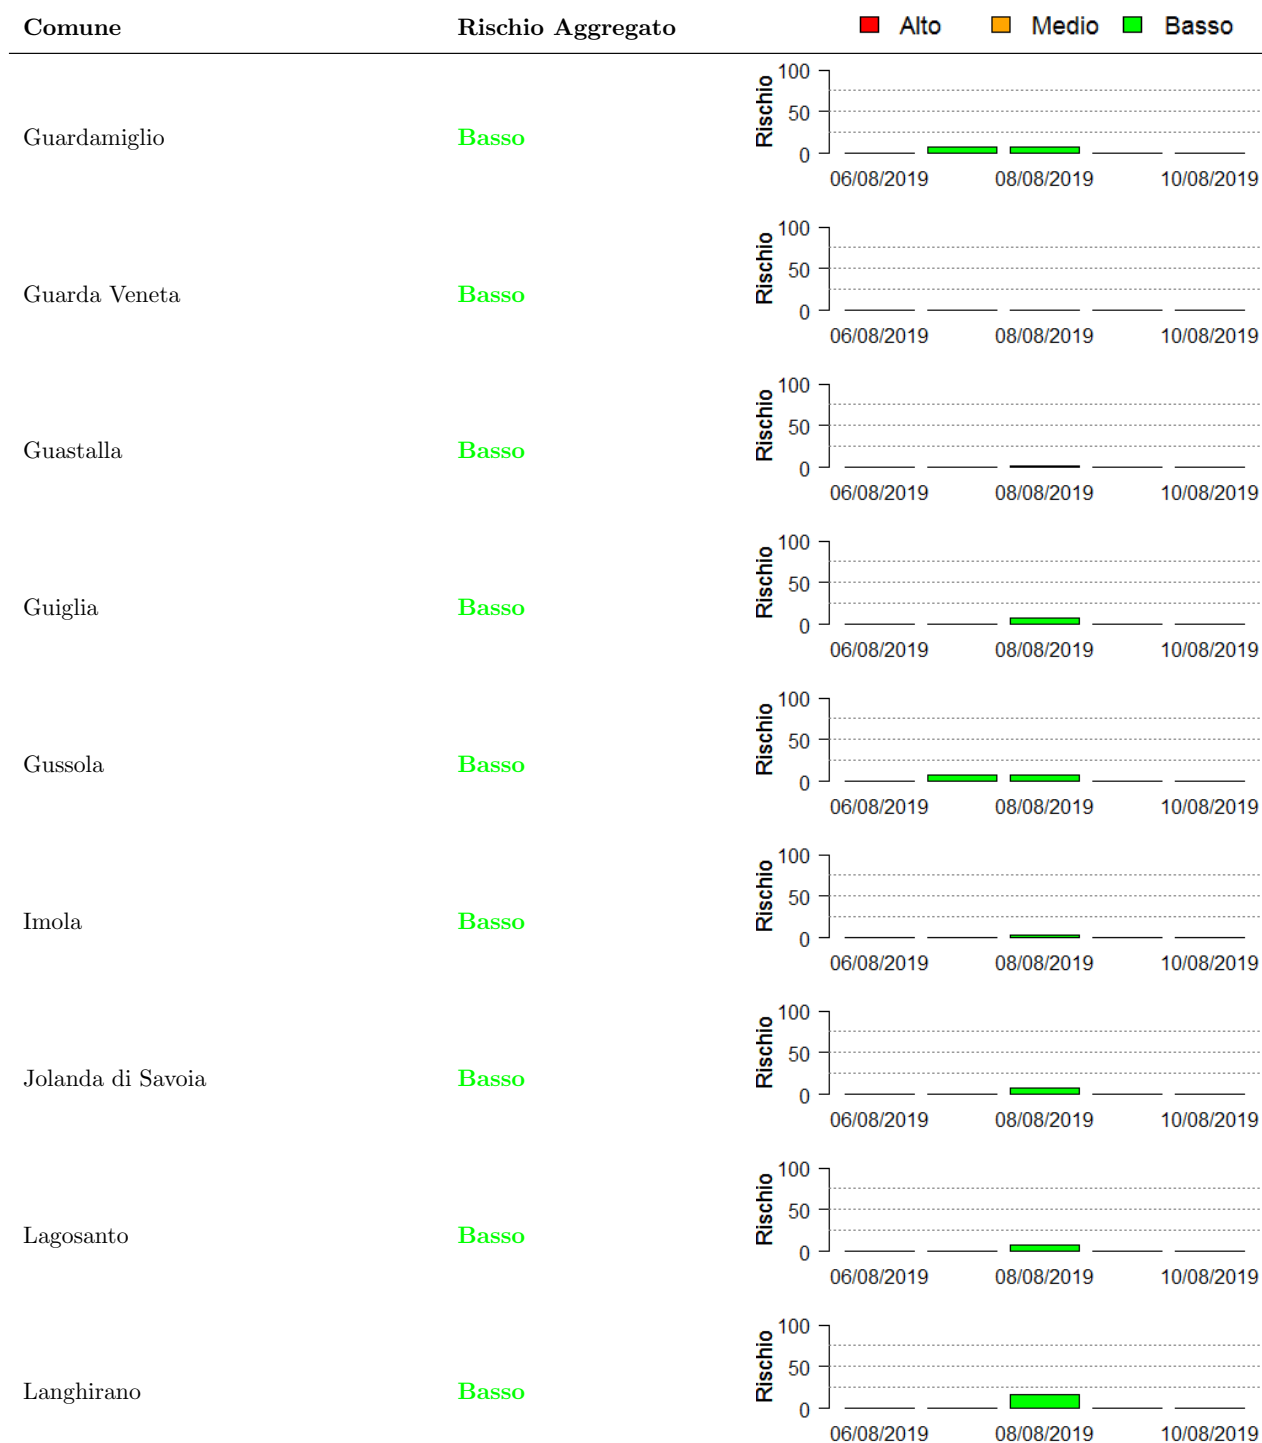 Comune Rischio Aggregato Alto Medio Basso
100
50
0
Rischio
Guardamiglio Basso
06/08/2019 08/08/2019 10/08/2019
100
50
0
Rischio
Guarda Veneta Basso
06/08/2019 08/08/2019 10/08/2019
100
50
0
Rischio
Guastalla Basso
06/08/2019 08/08/2019 10/08/2019
100
50
0
Rischio
Guiglia Basso
06/08/2019 08/08/2019 10/08/2019
100
50
0
Rischio
Gussola Basso
06/08/2019 08/08/2019 10/08/2019
100
50
0
Rischio
Imola Basso
06/08/2019 08/08/2019 10/08/2019
100
50
0
Rischio
Jolanda di Savoia Basso
06/08/2019 08/08/2019 10/08/2019
100
50
0
Rischio
Lagosanto Basso
06/08/2019 08/08/2019 10/08/2019
100
50
0
Rischio
Langhirano Basso
06/08/2019 08/08/2019 10/08/2019